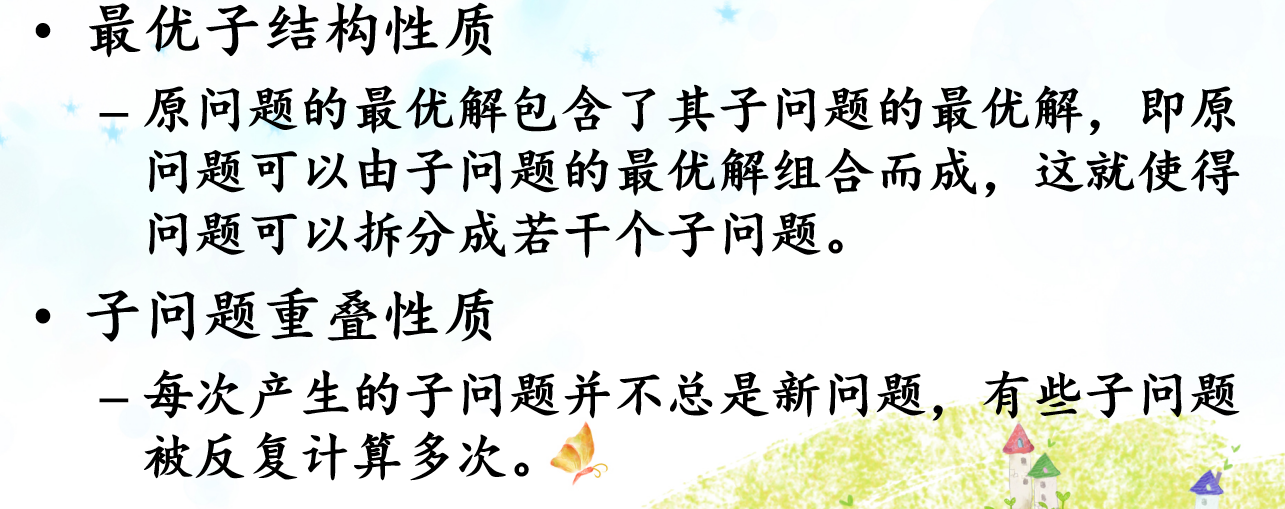 • 最优子结构性质
– 原问题的最优解包含了其子问题的最优解，即原
问题可以由子问题的最优解组合而成，这就使得
问题可以拆分成若干个子问题。
• 子问题重叠性质
– 每次产生的子问题并不总是新问题，有些子问题
被反复计算多次。